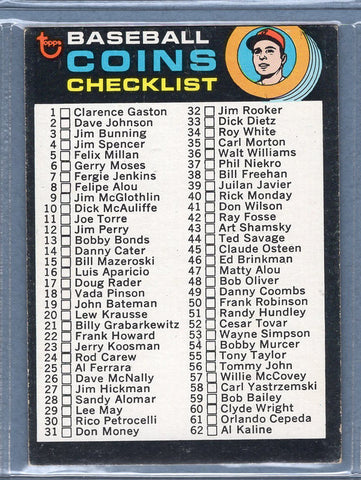 topps
BASEBALL
COINS
CHECKLIST
1 Clarence Gaston
2 Dave Johnson
3 Jim Bunning
4 Jim Spencer
5 Felix Millan
6 Gerry Moses
7 Fergie Jenkins
8 Felipe Alou
9 Jim McGlothlin
10 Dick McAuliffe
11 Joe Torre
12 Jim Perry
13 Bobby Bonds
14 Danny Cater
15 Bill Mazeroski
16 Luis Aparicio
17 Doug Rader
18 Vada Pinson
19 John Bateman
20 Lew Krausse
21 Billy Grabarkewitz
22 Frank Howard
23 Jerry Koosman
24 Rod Carew
25 Al Ferrara
26 Dave McNally
27 Jim Hickman
28 Sandy Alomar
29 Lee May
30 Rico Petrocelli
31 Don Money
32 Jim Rooker
33 Dick Dietz
34 Roy White
35 Carl Morton
36 Walt Williams
37 Phil Niekro
38 Bill Freehan
39 Juilan Javier
40 Rick Monday
41 Don Wilson
42 Ray Fosse
43 Art Shamsky
44 Ted Savage
45 Claude Osteen
46 Ed Brinkman
47 Matty Alou
48 Bob Oliver
49 Danny Coombs
50 Frank Robinson
51 Randy Hundley
52 Cesar Tovar
53 Wayne Simpson
54 Bobby Murcer
55 Tony Taylor
56 Tommy John
57 Willie McCovey
58 Carl Yastrzemski
59 Bob Bailey
60 Clyde Wright
61 Orlando Cepeda
62 Al Kaline